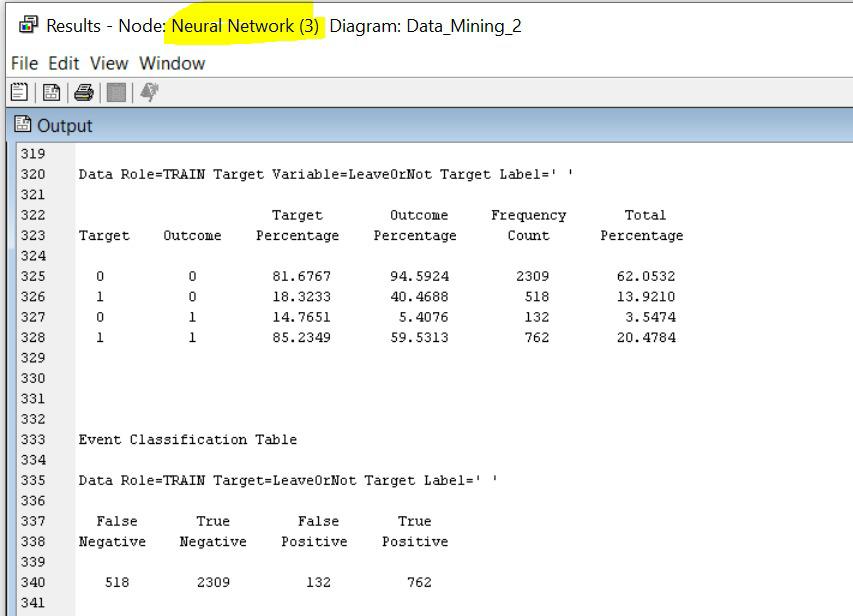 Results - Node: Neural Network (3) Diagram: Data_Mining_2
File Edit View Window
Output
319
320 Data Role=TRAIN Target Variable=LeaveOrNot Target Label=' '
321
322 Target Outcome Frequency Total
323 Target Outcome Percentage Percentage Count Percentage
324
325 0 0 81.6767 94.5924 2309 62.0532
326 1 0 18.3233 40.4688 518 13.9210
327 0 1 14.7651 5.4076 132 3.5474
328 1 1 85.2349 59.5313 762 20.4784
329
330
331
332
333 Event Classification Table
334
335 Data Role=TRAIN Target=LeaveOrNot Target Label=' '
336
337 False True False True
338 Negative Negative Positive Positive
339
340 518 2309 132 762
341